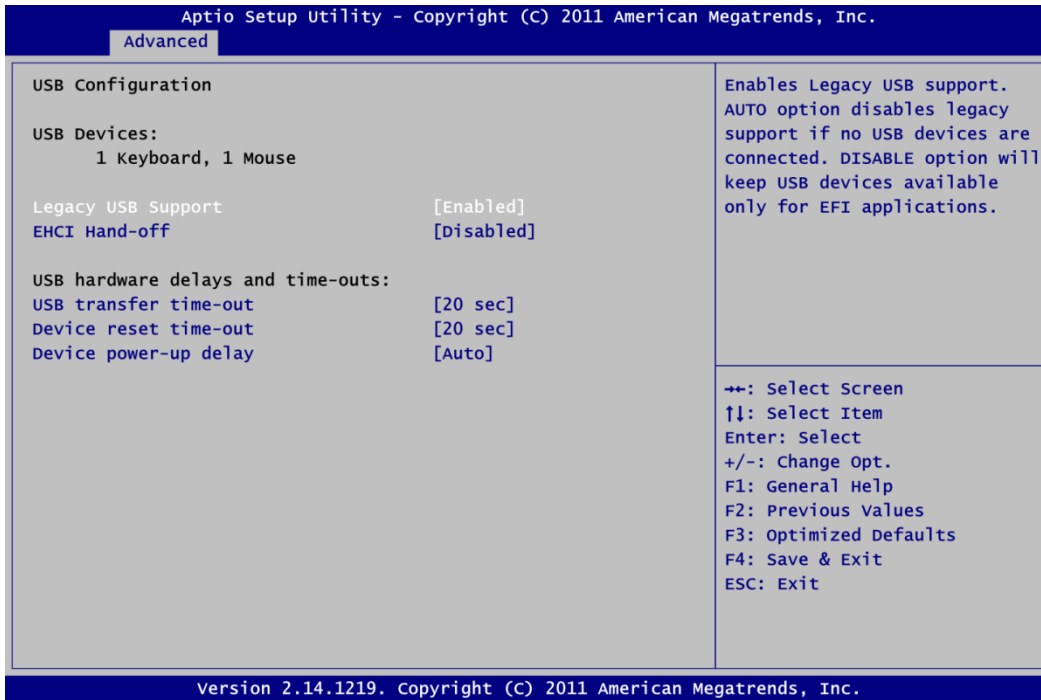 Aptio Setup Utility - Copyright (C) 2011 American Megatrends, Inc.
Advanced
USB Configuration
USB Devices:
1 Keyboard, 1 Mouse
Legacy USB Support [Enabled]
EHCI Hand-off [Disabled]
USB hardware delays and time-outs:
USB transfer time-out [20 sec]
Device reset time-out [20 sec]
Device power-up delay [Auto]
Enables Legacy USB support.
AUTO option disables legacy
support if no USB devices are
connected. DISABLE option will
keep USB devices available
only for EFI applications.
→←: Select Screen
↑↓: Select Item
Enter: Select
+/-: Change Opt.
F1: General Help
F2: Previous Values
F3: Optimized Defaults
F4: Save & Exit
ESC: Exit
Version 2.14.1219. Copyright (C) 2011 American Megatrends, Inc.